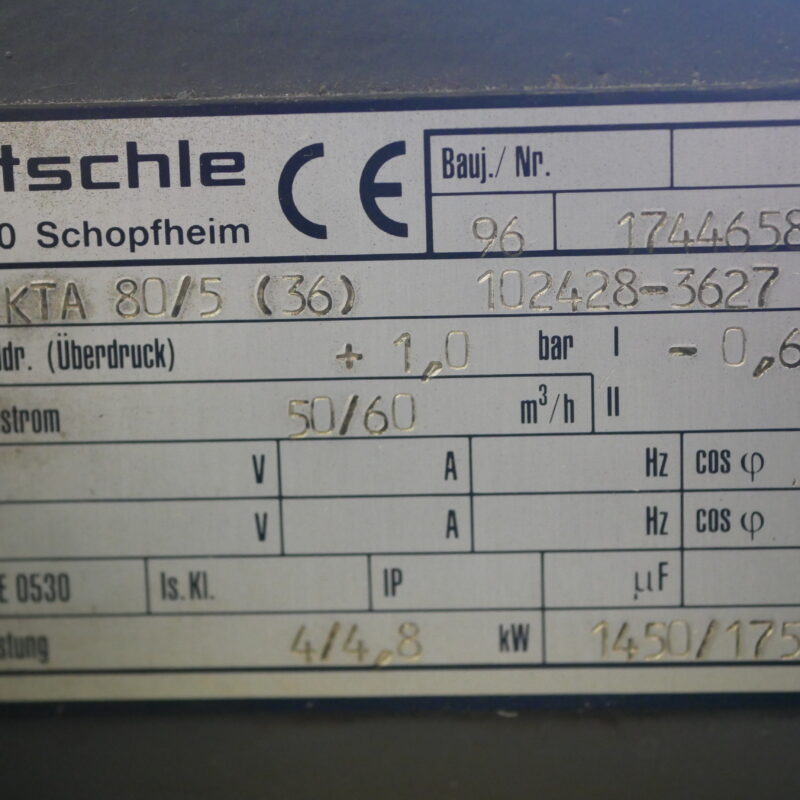 tschle CE Bauj./ Nr.
0 Schopfheim 96 1744658
KTA 80/5 (36) 102428-3627
ddr. (Überdruck) + 1,0 bar I - 0,6
strom 50/60 m³/h II
V A Hz cos φ
V A Hz cos φ
E 0530 Is. Kl. IP µF
stung 4/4,8 kW 1450/175